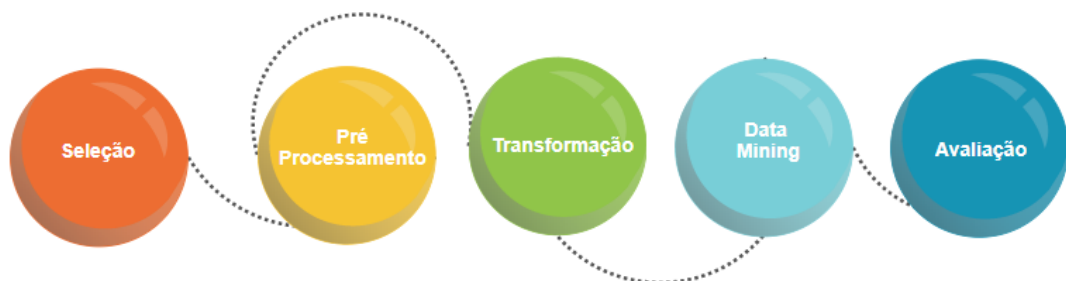 Seleção
Pré
Processamento
Transformação
Data
Mining
Avaliação